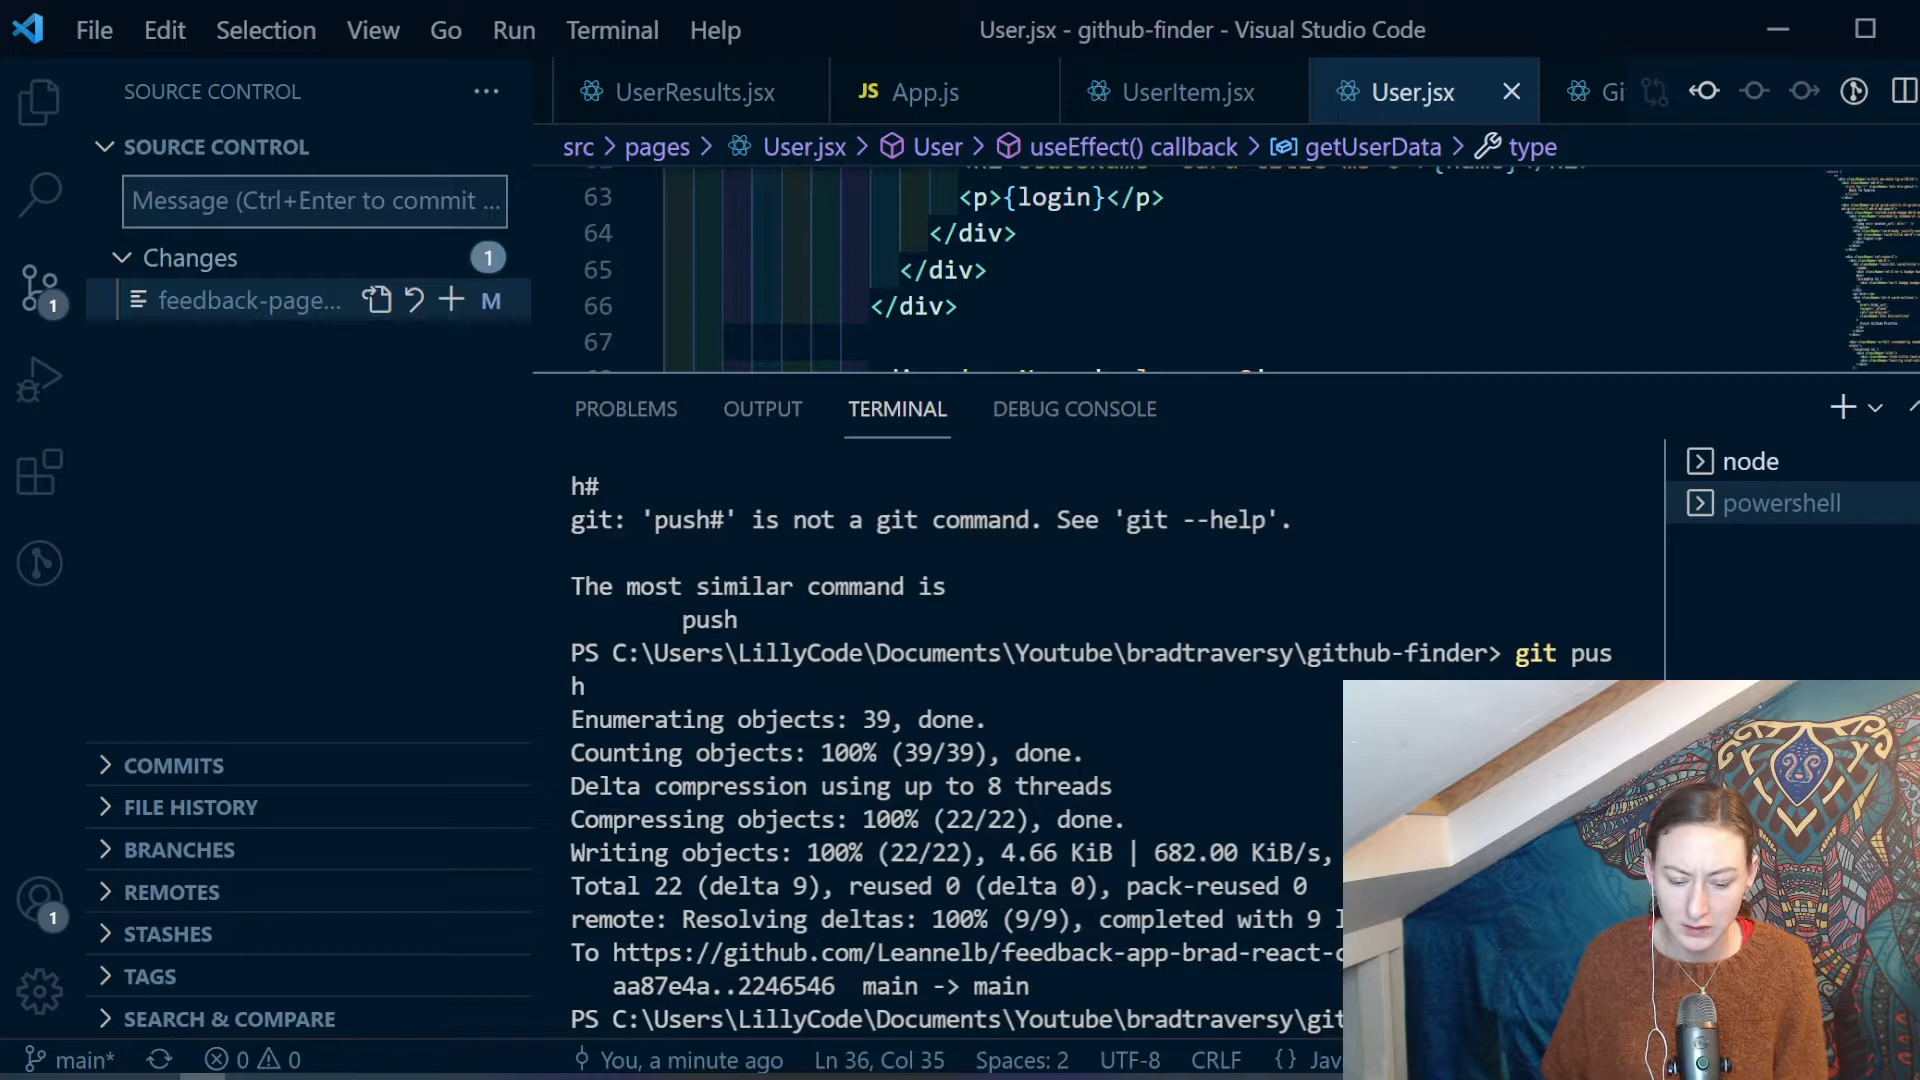 File Edit Selection View Go Run Terminal Help User.jsx - github-finder - Visual Studio Code
SOURCE CONTROL
UserResults.jsx JS App.js UserItem.jsx User.jsx Gi
SOURCE CONTROL
src > pages > User.jsx > User > useEffect() callback > getUserData > type
Message (Ctrl+Enter to commit ...
63 <p>{login}</p>
64 </div>
Changes 1
65 </div>
feedback-page... M
66 </div>
1
67
PROBLEMS OUTPUT TERMINAL DEBUG CONSOLE
node
powershell
h#
git: 'push#' is not a git command. See 'git --help'.
The most similar command is
push
PS C:\Users\LillyCode\Documents\Youtube\bradtraversy\github-finder> git pus
h
Enumerating objects: 39, done.
Counting objects: 100% (39/39), done.
Delta compression using up to 8 threads
Compressing objects: 100% (22/22), done.
Writing objects: 100% (22/22), 4.66 KiB | 682.00 KiB/s,
Total 22 (delta 9), reused 0 (delta 0), pack-reused 0
remote: Resolving deltas: 100% (9/9), completed with 9
To https://github.com/Leannelb/feedback-app-brad-react-
aa87e4a..2246546 main -> main
PS C:\Users\LillyCode\Documents\Youtube\bradtraversy\git
COMMITS
FILE HISTORY
BRANCHES
REMOTES
1
STASHES
TAGS
SEARCH & COMPARE
main* 0 0 You, a minute ago Ln 36, Col 35 Spaces: 2 UTF-8 CRLF {} Jav